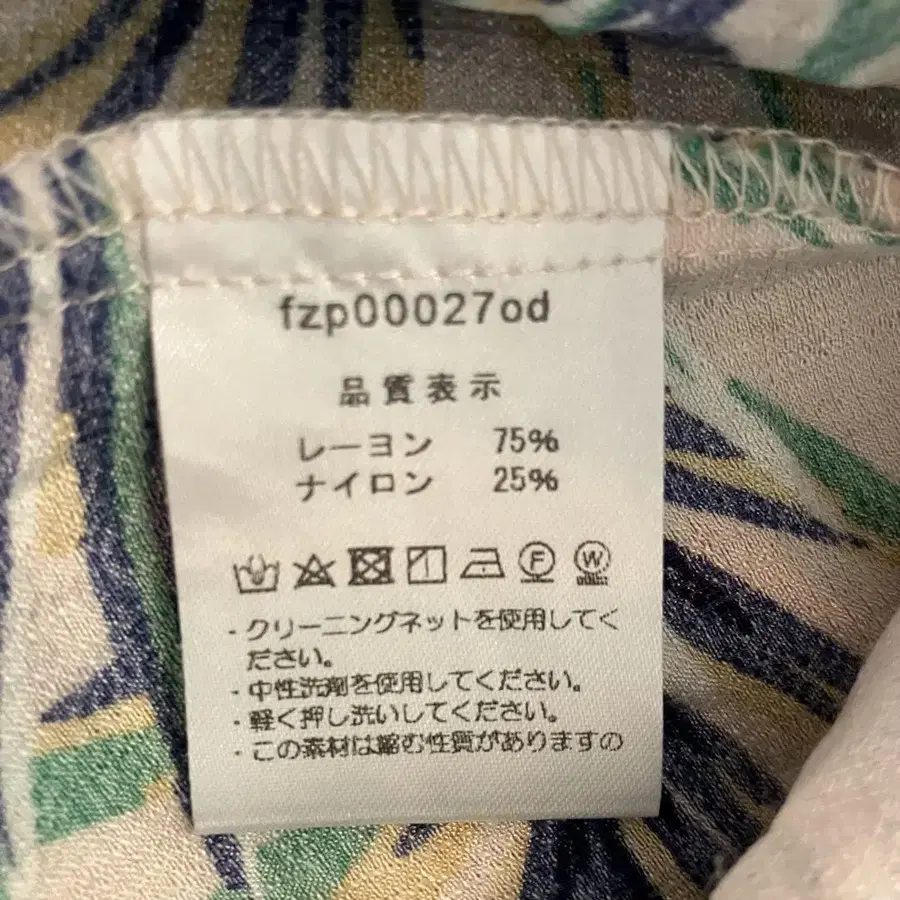 fzp00027od
品質表示
レーヨン 75%
ナイロン 25%
F W
・クリーニングネットを使用してく
ださい。
・中性洗剤を使用してください。
・軽く押し洗いしてください。
・この素材は縮む性質がありますの